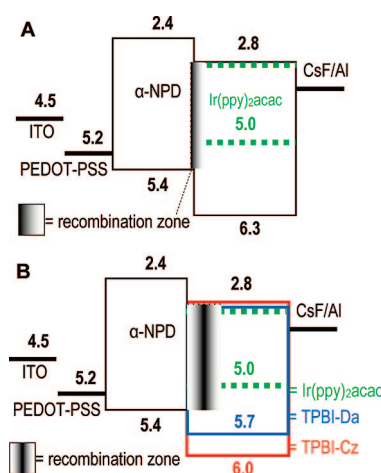 A
2.4
2.8
CsF/Al
α-NPD
4.5
ITO
Ir(ppy)₂acac
5.0
5.2
PEDOT-PSS
5.4
6.3
= recombination zone
B
2.4
2.8
CsF/Al
α-NPD
4.5
ITO
5.0
5.2
Ir(ppy)₂acac
PEDOT-PSS
5.4
5.7
TPBI-Da
TPBI-Cz
6.0
= recombination zone